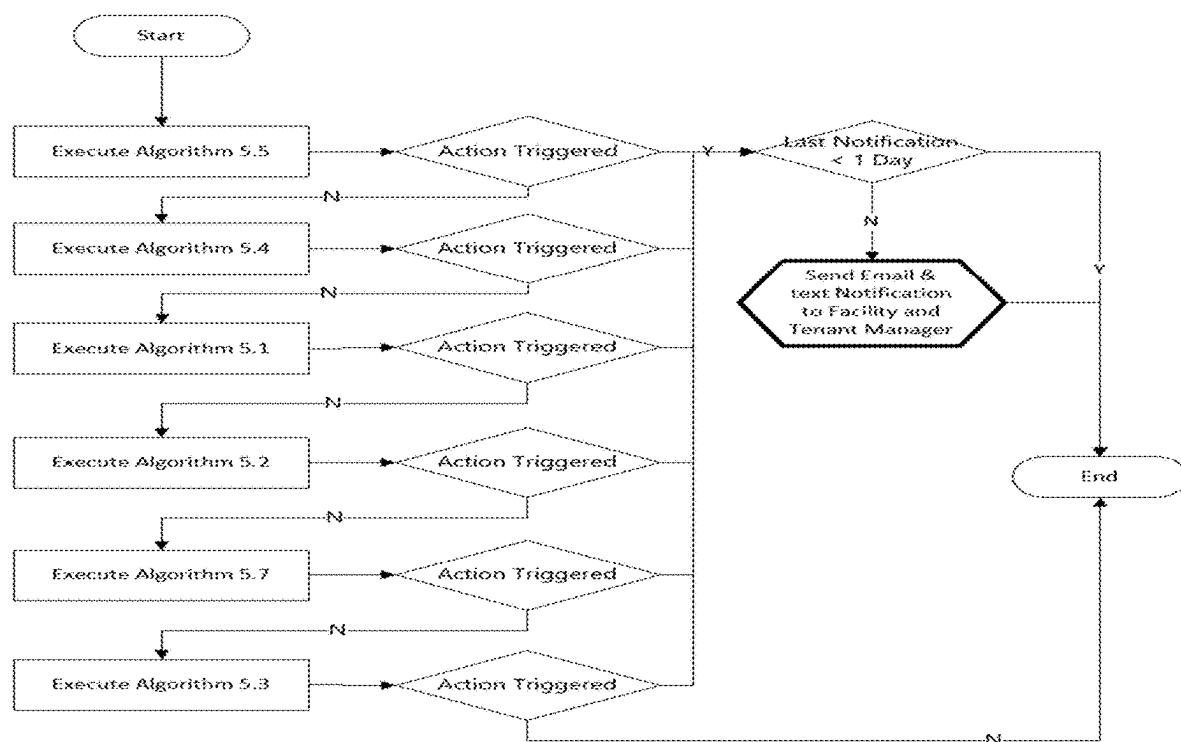 Start
Execute Algorithm 5.5
Action Triggered
Y
Last Notification
< 1 Day
N
Execute Algorithm 5.4
Action Triggered
N
Send Email &
text Notification
to Facility and
Tenant Manager
Y
N
Execute Algorithm 5.1
Action Triggered
N
Execute Algorithm 5.2
Action Triggered
End
N
Execute Algorithm 5.7
Action Triggered
N
Execute Algorithm 5.3
Action Triggered
N